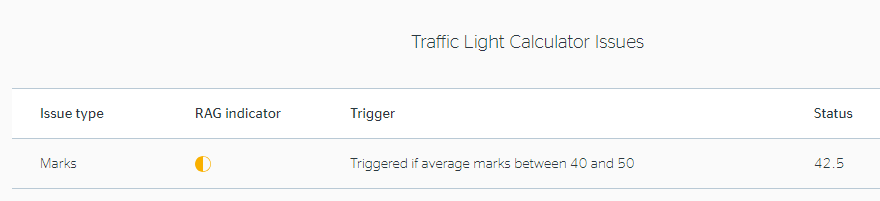 Traffic Light Calculator Issues
Issue type RAG indicator Trigger Status
Marks Triggered if average marks between 40 and 50 42.5